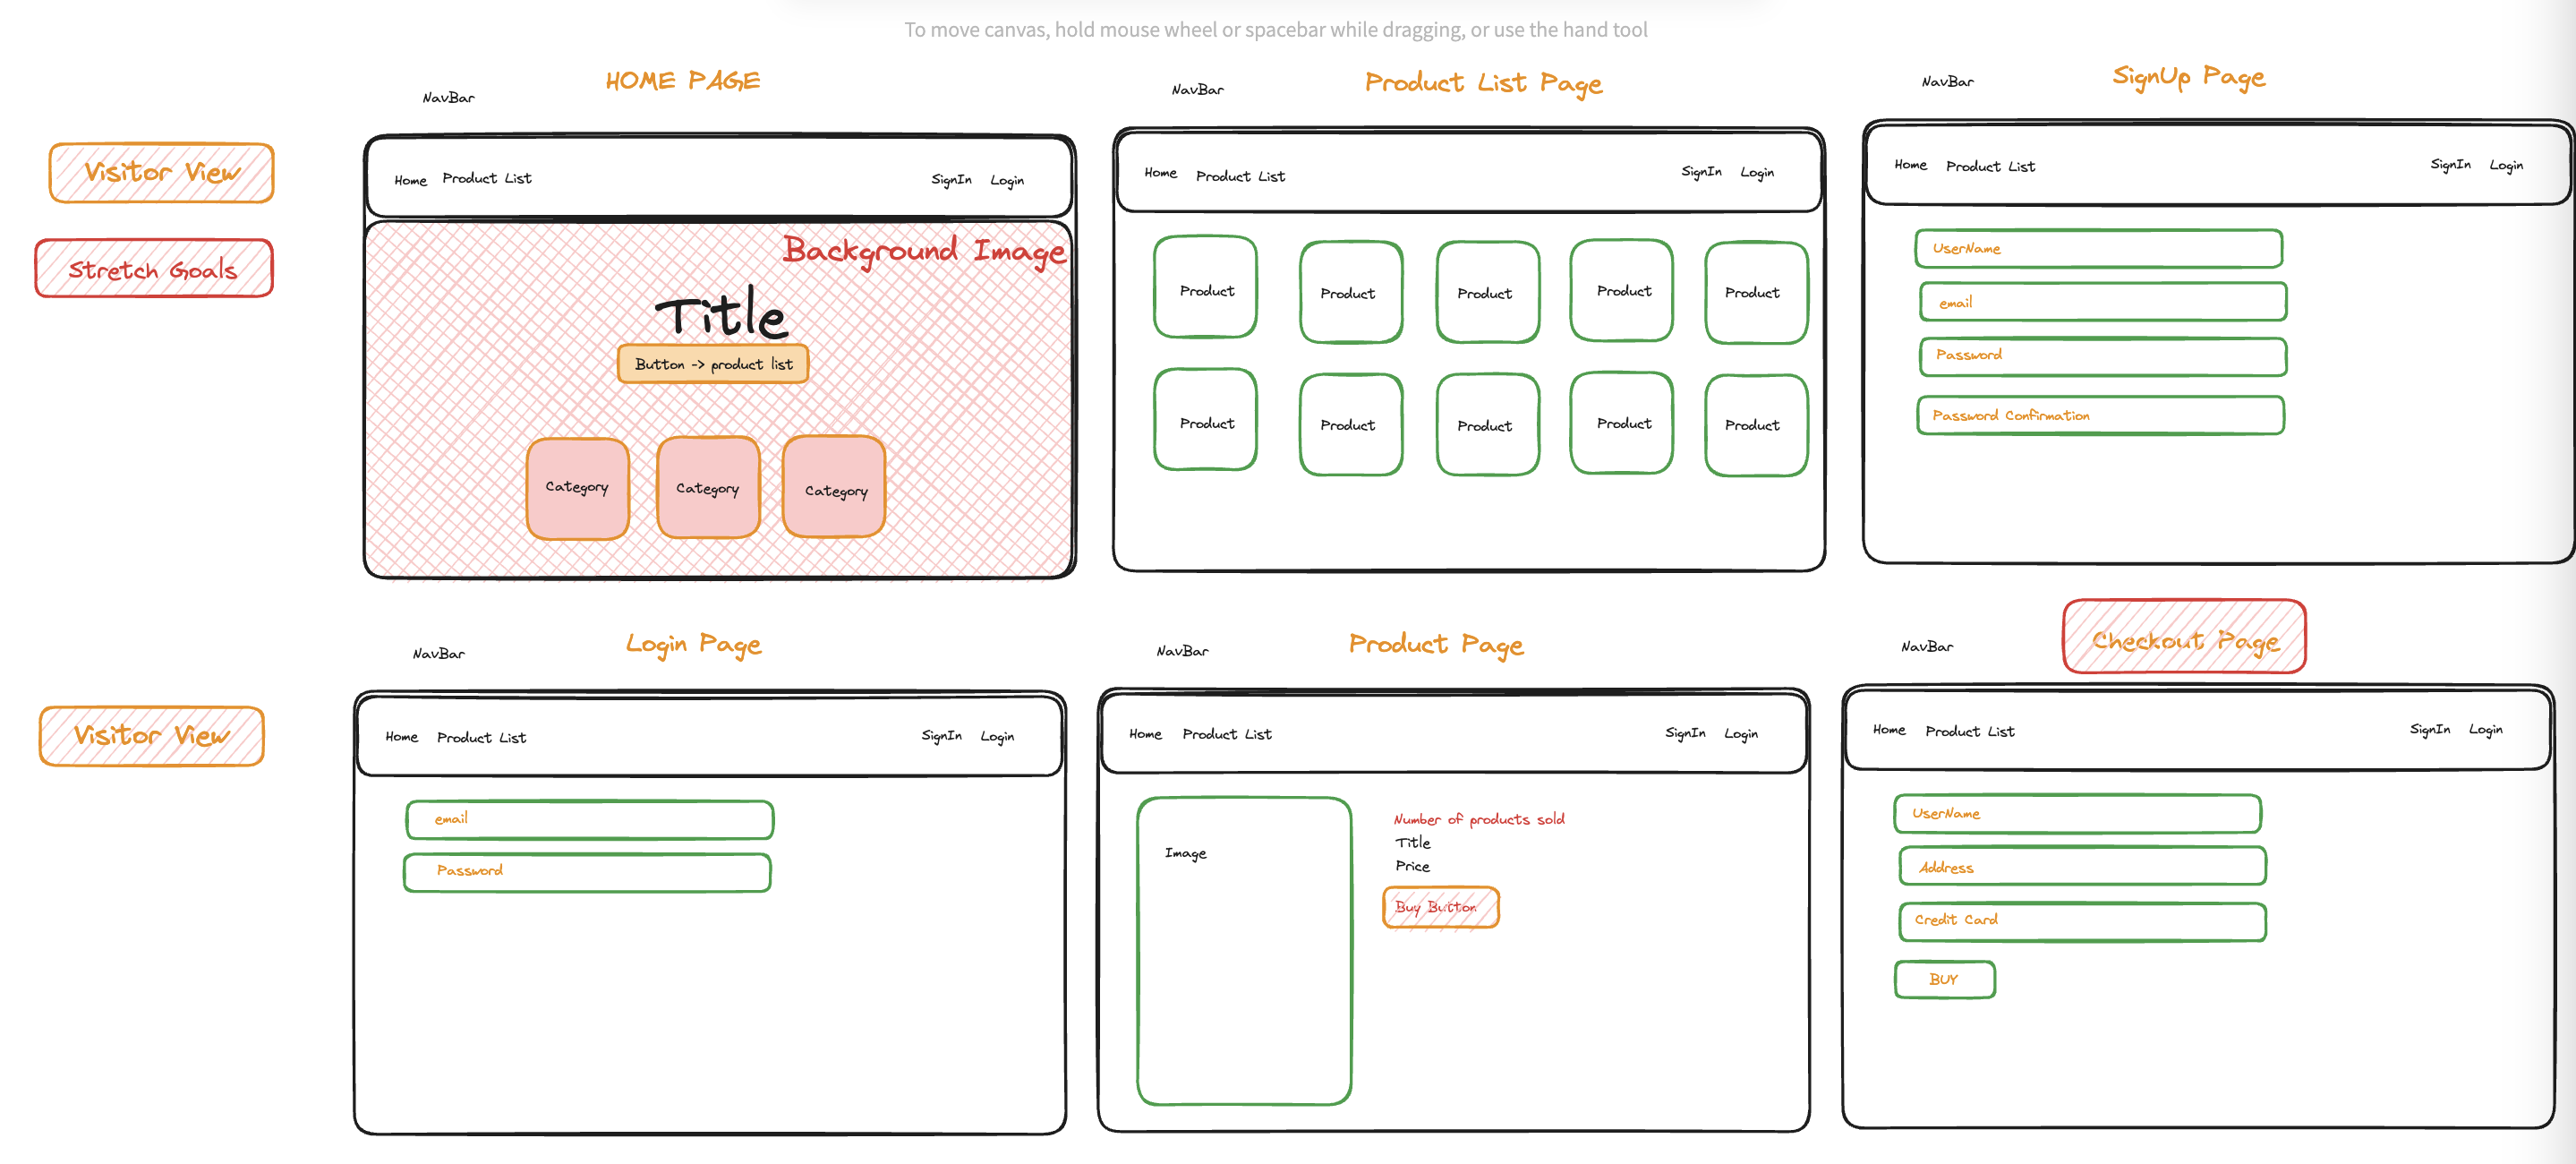 To move canvas, hold mouse wheel or spacebar while dragging, or use the hand tool
HOME PAGE
NavBar
Visitor View
Stretch Goals
Home Product List SignIn Login
Background Image
Title
Button -> product list
Category Category Category
Product List Page
NavBar
Home Product List SignIn Login
Product Product Product Product Product
Product Product Product Product Product
SignUp Page
NavBar
Home Product List SignIn Login
UserName
email
Password
Password Confirmation
Visitor View
Login Page
NavBar
Home Product List SignIn Login
email
Password
Product Page
NavBar
Home Product List SignIn Login
Image
Number of products sold
Title
Price
Buy Button
Checkout Page
NavBar
Home Product List SignIn Login
UserName
Address
Credit Card
BUY